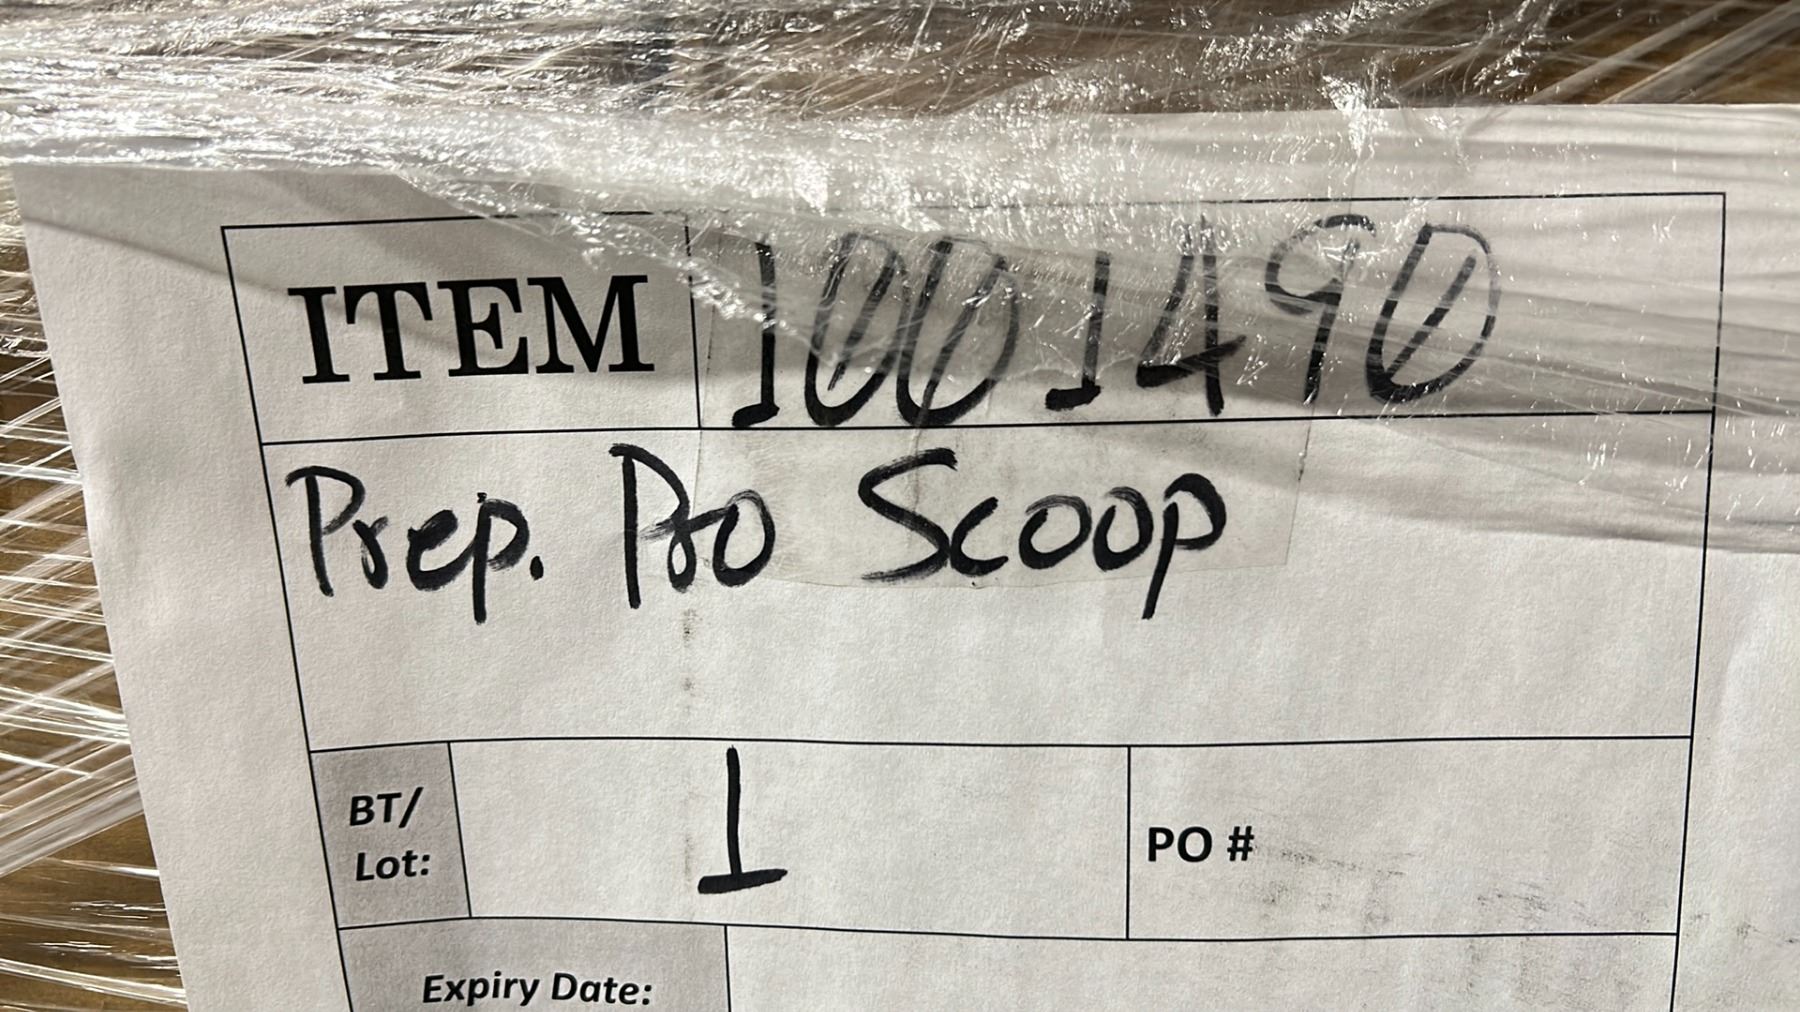 ITEM 1001490
Prep. Pro Scoop
BT/
Lot: 1
PO #
Expiry Date: